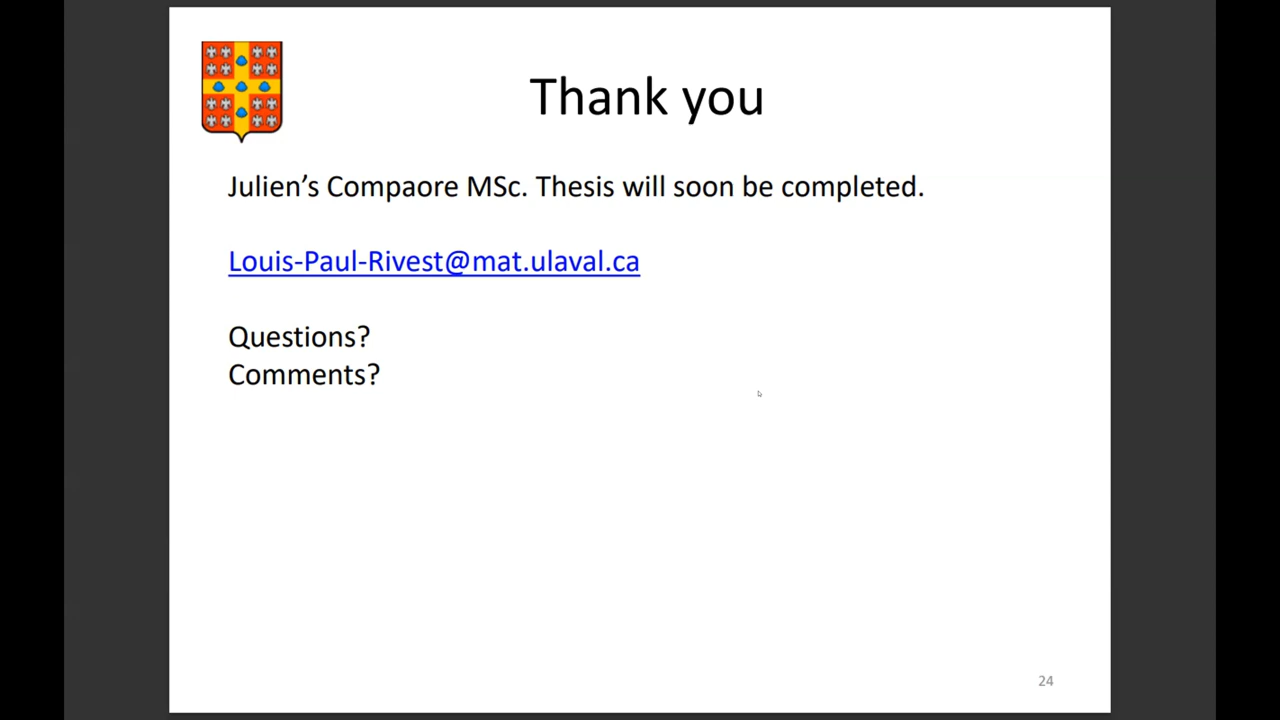 Thank you
Julien's Compaore MSc. Thesis will soon be completed.
Louis-Paul-Rivest@mat.ulaval.ca
Questions?
Comments?
24